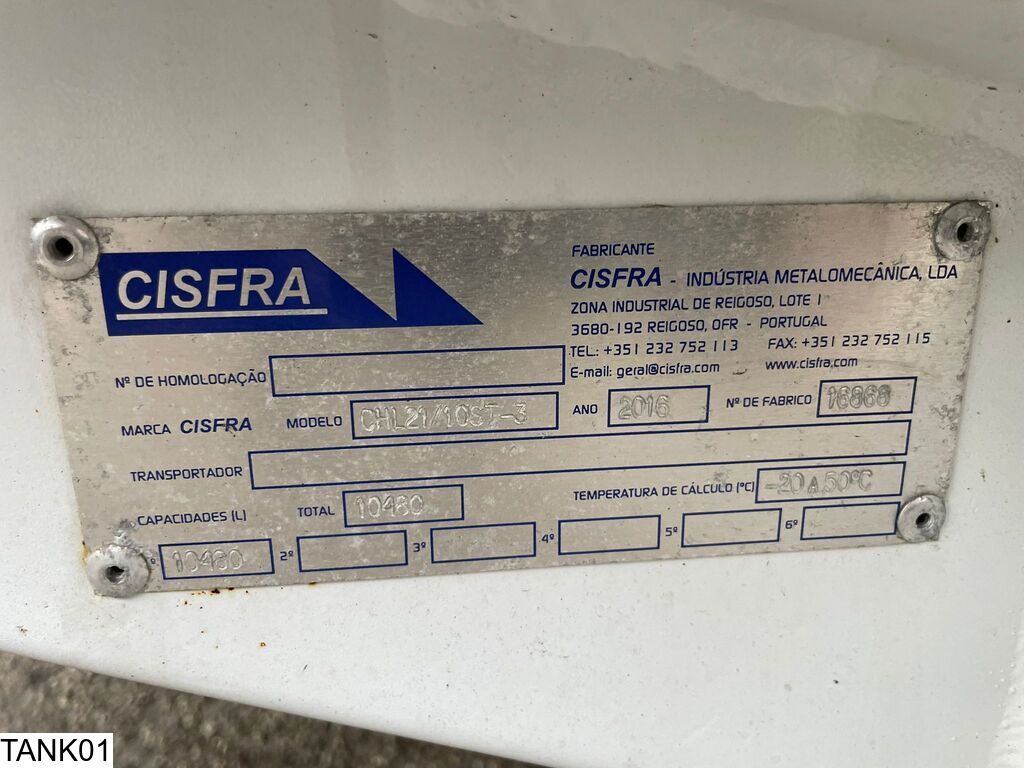 CISFRA
FABRICANTE
CISFRA - INDÚSTRIA METALOMECÂNICA, LDA
ZONA INDUSTRIAL DE REIGOSO, LOTE 1
3680-192 REIGOSO, OFR - PORTUGAL
TEL.: +351 232 752 113 FAX: +351 232 752 115
E-mail: geral@cisfra.com www.cisfra.com
Nº DE HOMOLOGAÇÃO
MARCA CISFRA MODELO CHL21/10ST-3 ANO 2016 Nº DE FABRICO 16868
TRANSPORTADOR
CAPACIDADES (L) TOTAL 10480 TEMPERATURA DE CÁLCULO (ºC) -20 A 50ºC
10480 2º 3º 4º 5º 6º
TANK01